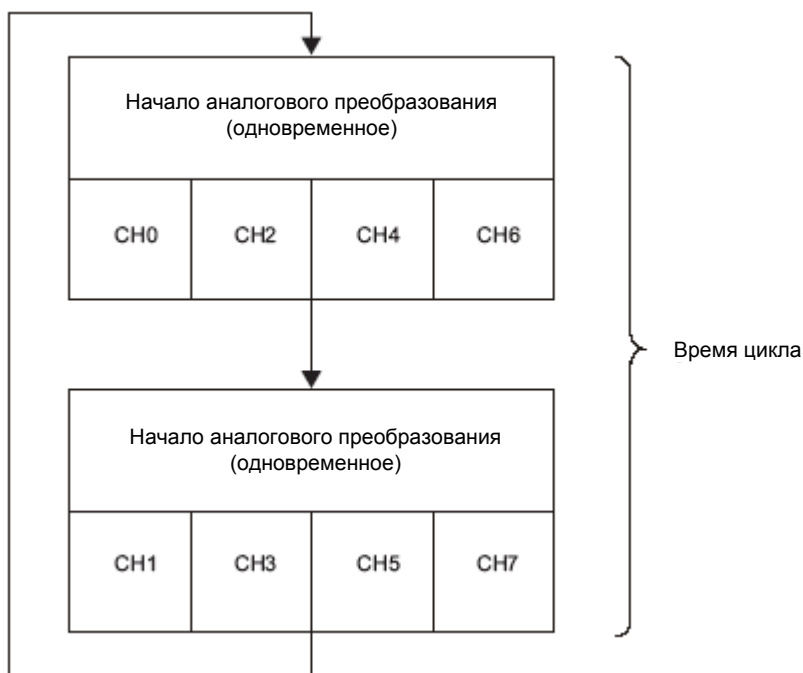 Начало аналогового преобразования
(одновременное)
CH0 CH2 CH4 CH6
Время цикла
Начало аналогового преобразования
(одновременное)
CH1 CH3 CH5 CH7